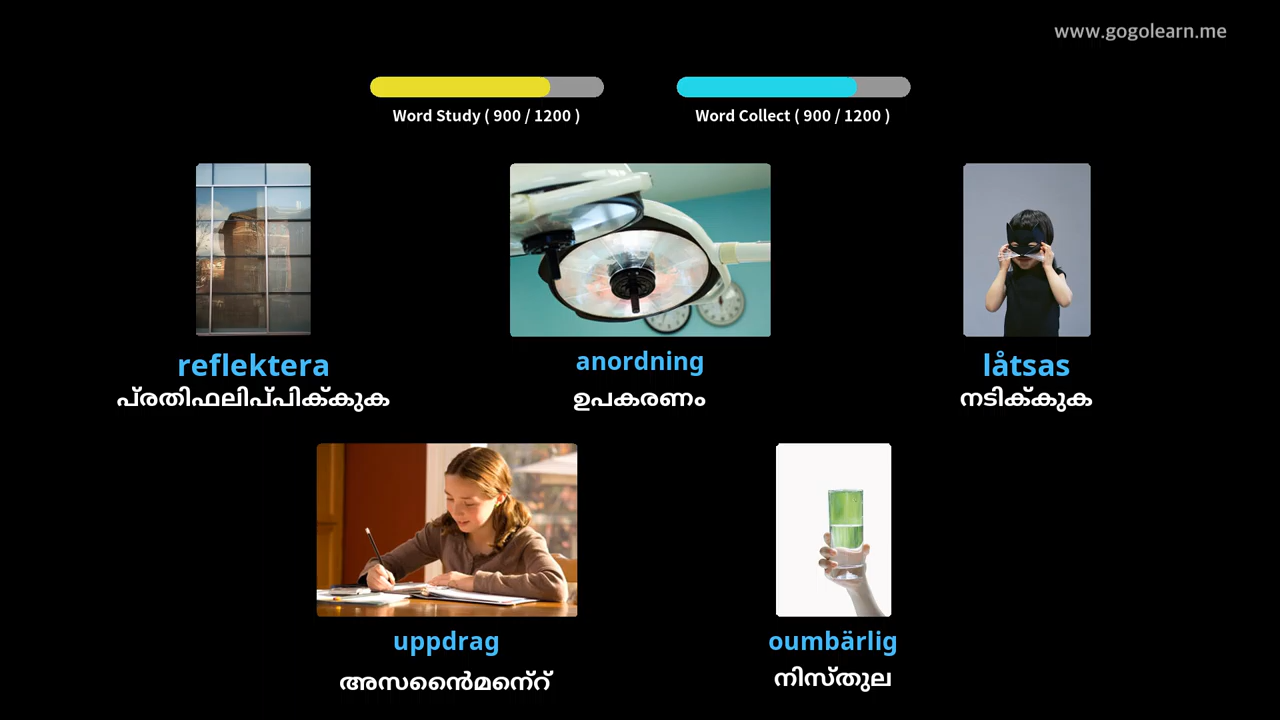 www.gogolearn.me
Word Study ( 900 / 1200 )
Word Collect ( 900 / 1200 )
reflektera
പ്രതിഫലിപ്പിക്കുക
anordning
ഉപകരണം
låtsas
നടിക്കുക
uppdrag
അസൈൻമെന്റ്
oumbärlig
നിസ്തുല